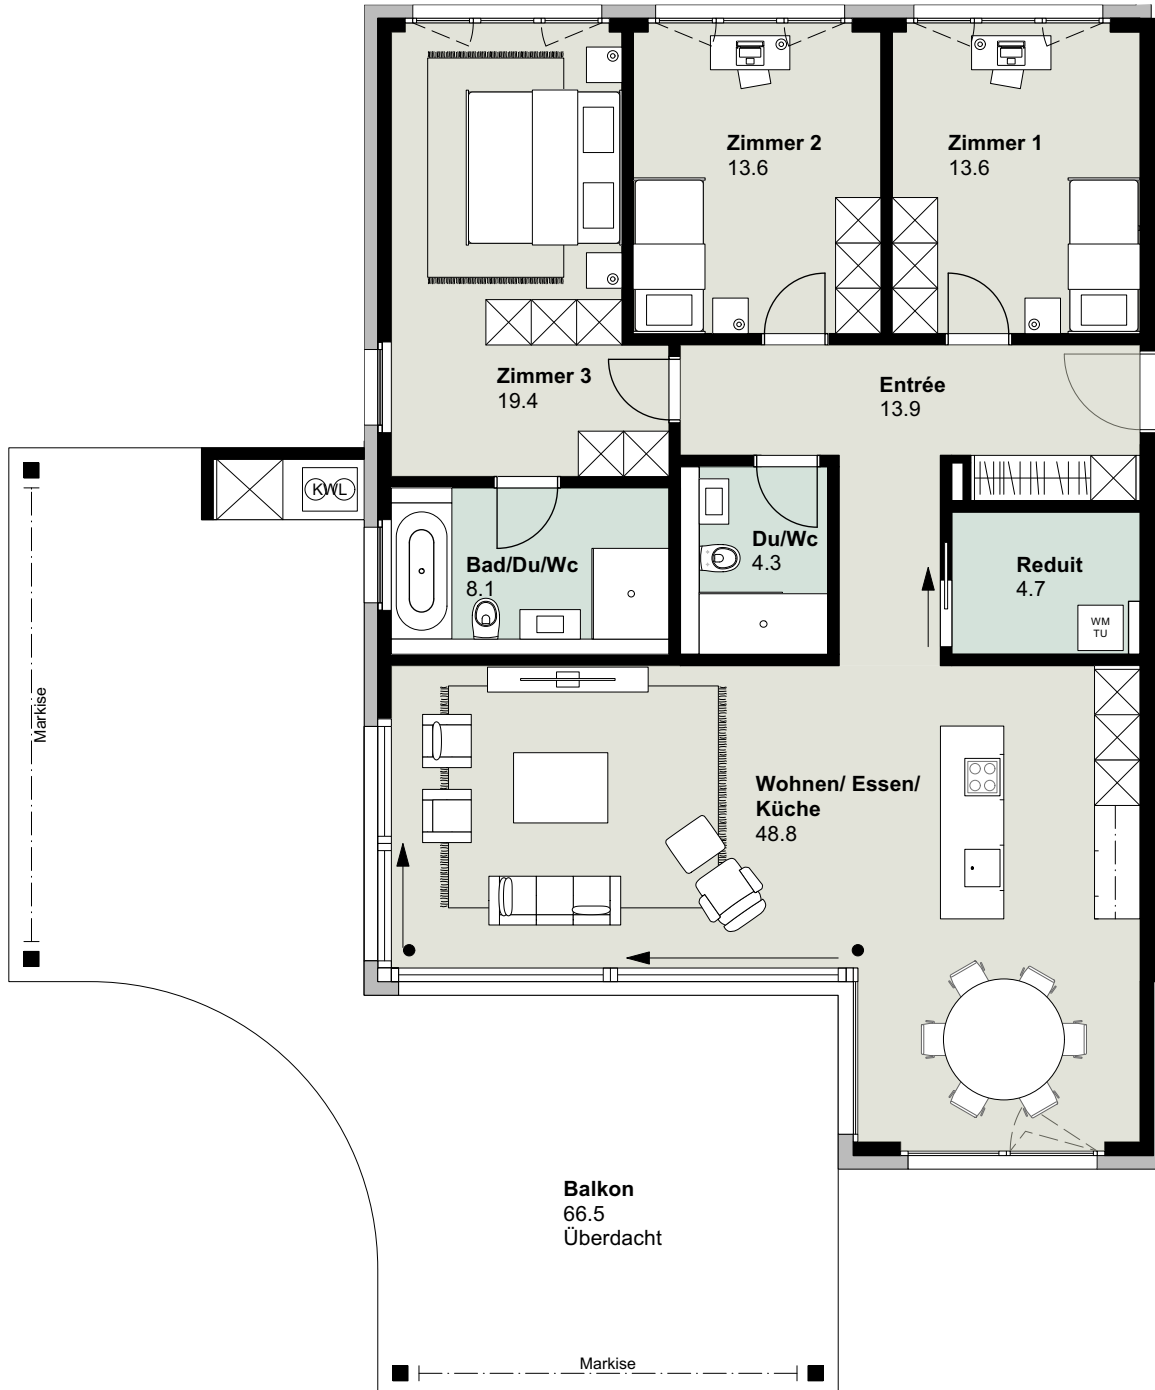 Zimmer 2
13.6
Zimmer 1
13.6
Zimmer 3
19.4
Entrée
13.9
KWL
Bad/Du/Wc
8.1
Du/Wc
4.3
Reduit
4.7
WM
TU
Markise
Wohnen/ Essen/
Küche
48.8
Balkon
66.5
Überdacht
Markise